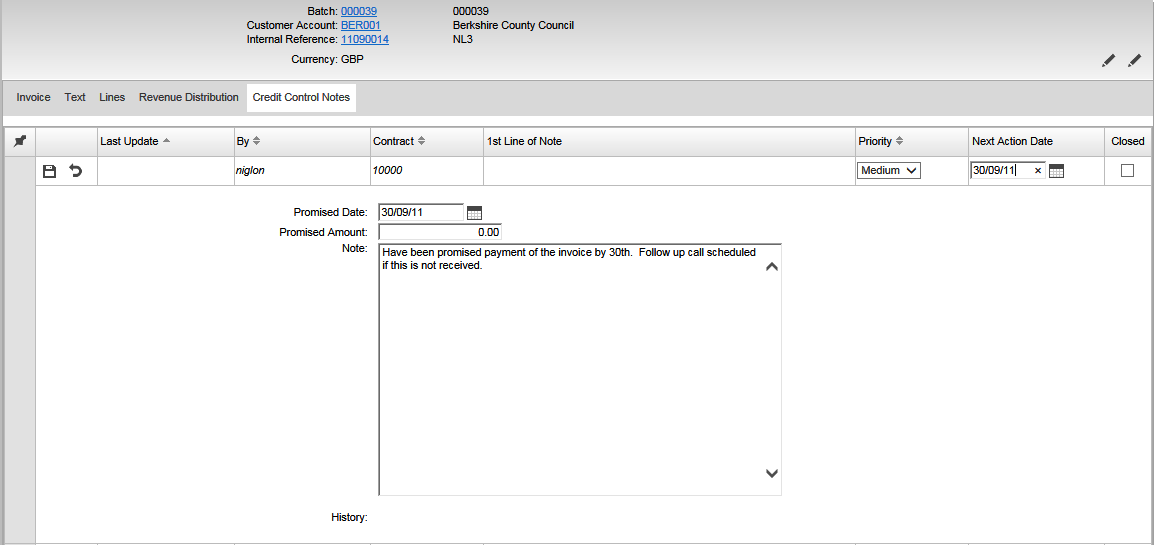 Batch: 000039 000039
Customer Account: BER001 Berkshire County Council
Internal Reference: 11090014 NL3
Currency: GBP
Invoice Text Lines Revenue Distribution Credit Control Notes
Last Update By Contract 1st Line of Note Priority Next Action Date Closed
niglon 10000 Medium 30/09/11 ×
Promised Date: 30/09/11
Promised Amount: 0.00
Note: Have been promised payment of the invoice by 30th. Follow up call scheduled
if this is not received.
History: